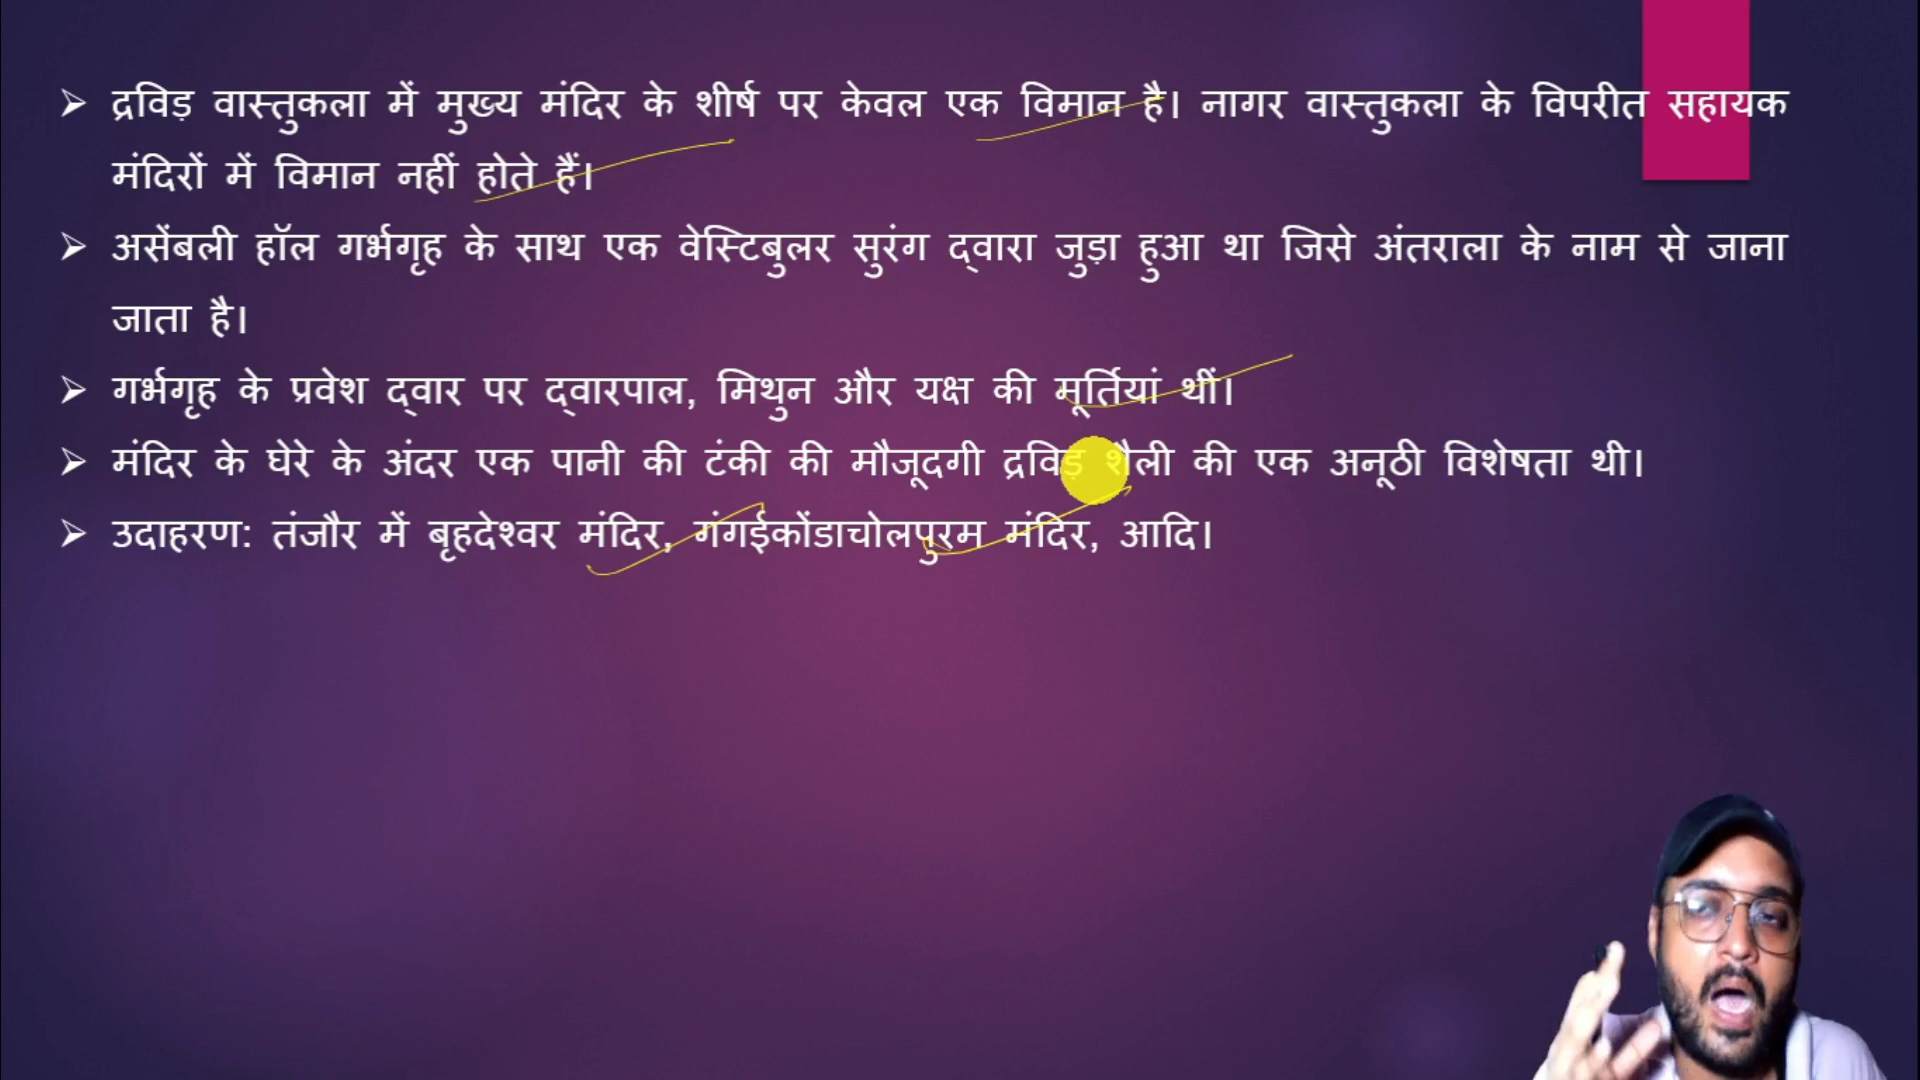 ➢ द्रविड़ वास्तुकला में मुख्य मंदिर के शीर्ष पर केवल एक विमान है। नागर वास्तुकला के विपरीत सहायक
मंदिरों में विमान नहीं होते हैं।
➢ असेंबली हॉल गर्भगृह के साथ एक वेस्टिबुलर सुरंग द्वारा जुड़ा हुआ था जिसे अंतराला के नाम से जाना
जाता है।
➢ गर्भगृह के प्रवेश द्वार पर द्वारपाल, मिथुन और यक्ष की मूर्तियां थीं।
➢ मंदिर के घेरे के अंदर एक पानी की टंकी की मौजूदगी द्रविड़ शैली की एक अनूठी विशेषता थी।
➢ उदाहरण: तंजौर में बृहदेश्वर मंदिर, गंगईकोंडाचोलपुरम मंदिर, आदि।